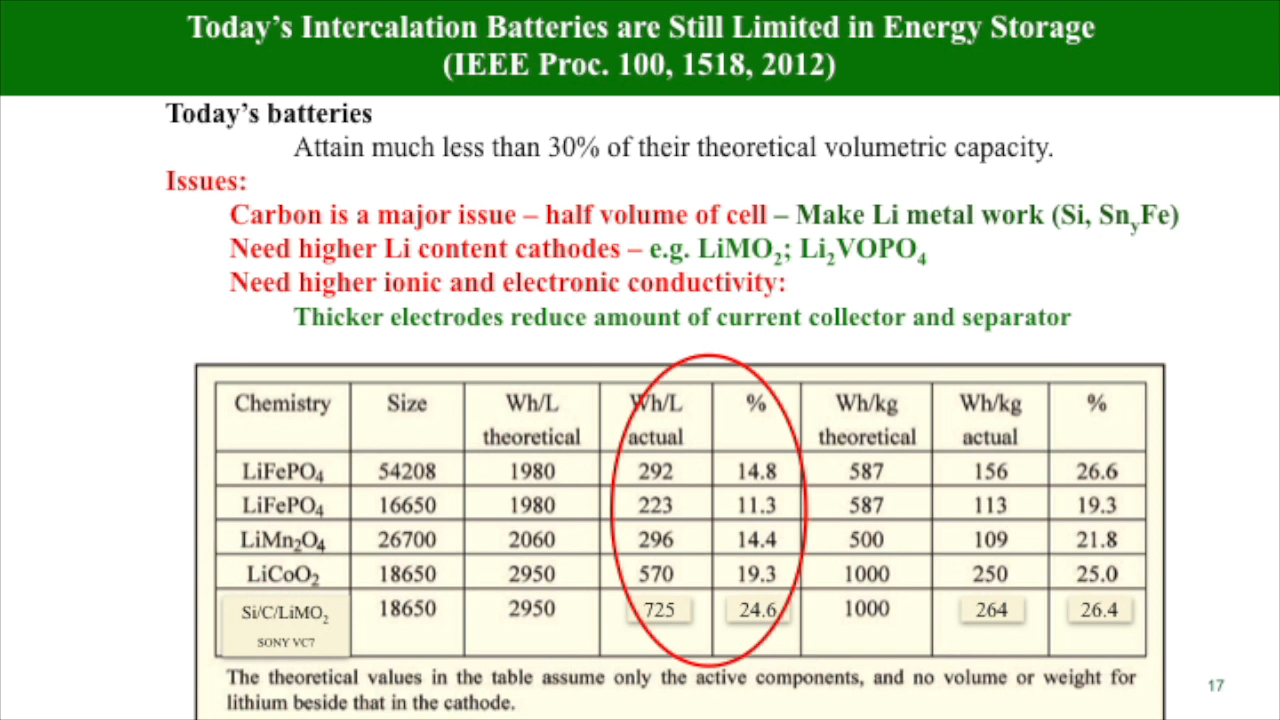 Today’s Intercalation Batteries are Still Limited in Energy Storage
(IEEE Proc. 100, 1518, 2012)
Today’s batteries
Attain much less than 30% of their theoretical volumetric capacity.
Issues:
Carbon is a major issue – half volume of cell – Make Li metal work (Si, SnyFe)
Need higher Li content cathodes – e.g. LiMO₂; Li₂VOPO₄
Need higher ionic and electronic conductivity:
Thicker electrodes reduce amount of current collector and separator
Chemistry Size Wh/L theoretical Wh/L actual % Wh/kg theoretical Wh/kg actual %
LiFePO₄ 54208 1980 292 14.8 587 156 26.6
LiFePO₄ 16650 1980 223 11.3 587 113 19.3
LiMn₂O₄ 26700 2060 296 14.4 500 109 21.8
LiCoO₂ 18650 2950 570 19.3 1000 250 25.0
Si/C/LiMO₂ 18650 2950 725 24.6 1000 264 26.4
SONY VC7
The theoretical values in the table assume only the active components, and no volume or weight for
lithium beside that in the cathode.
17